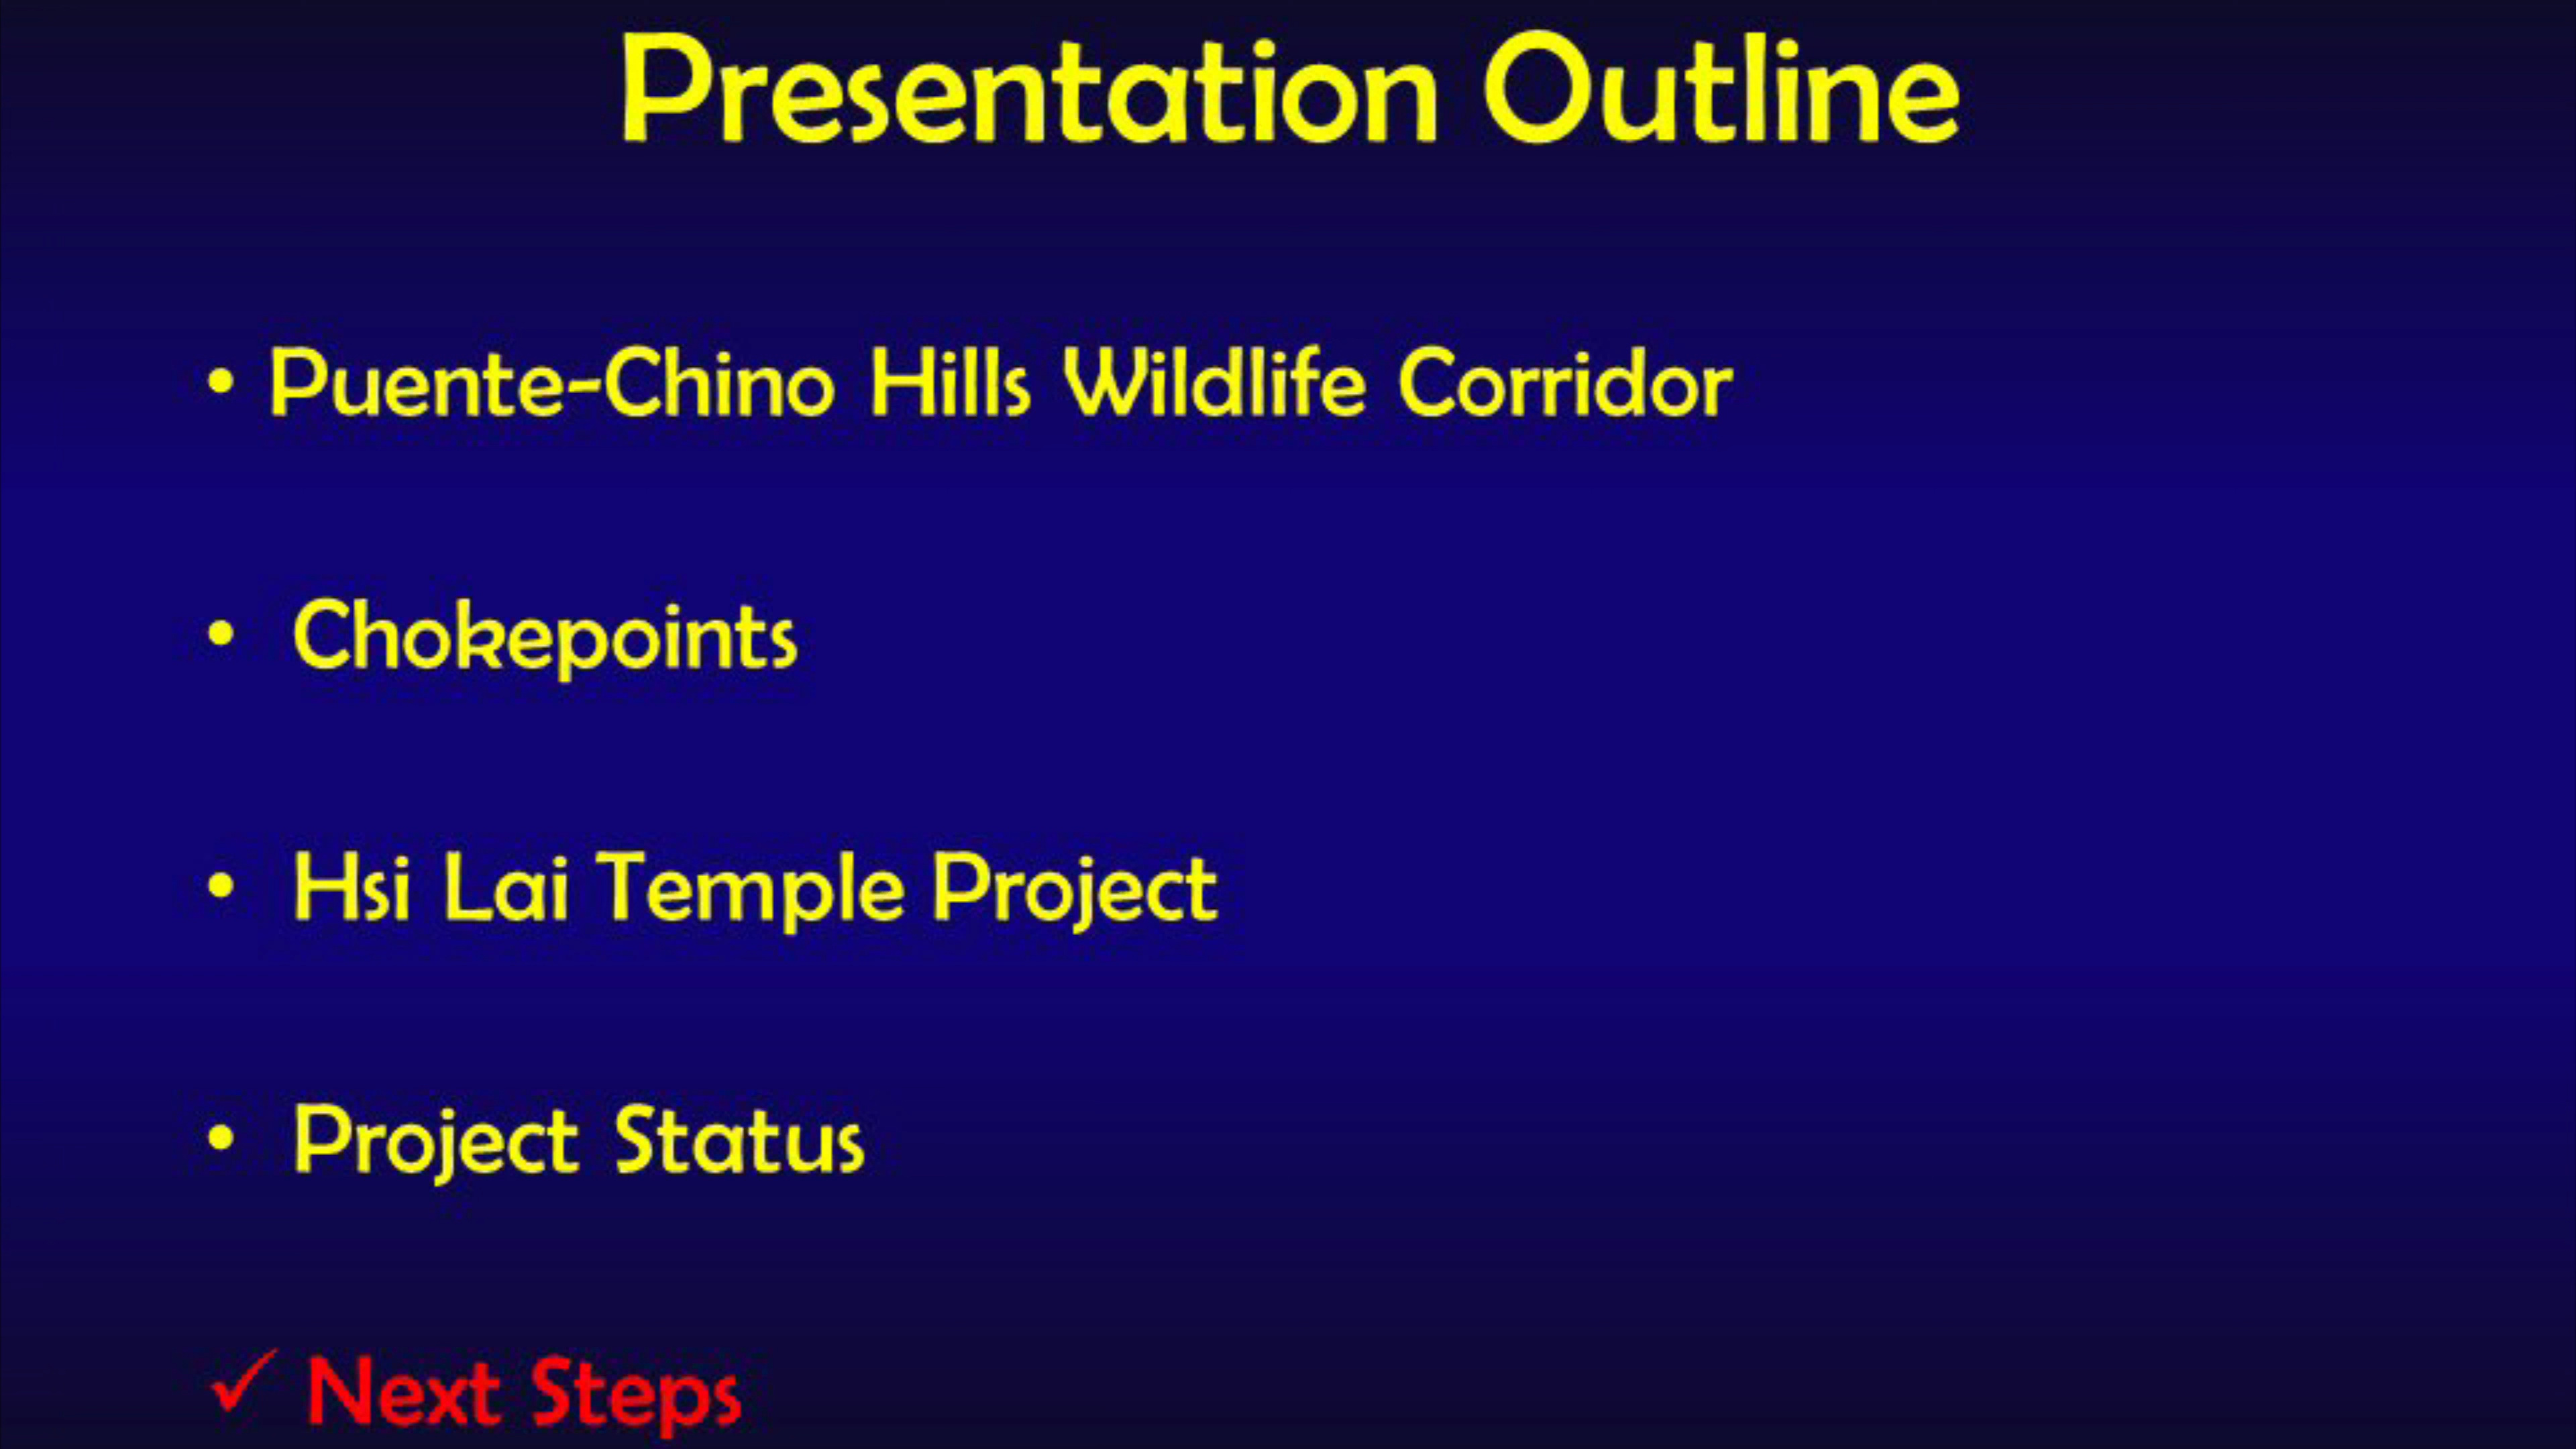 Presentation Outline
• Puente-Chino Hills Wildlife Corridor
• Chokepoints
• Hsi Lai Temple Project
• Project Status
✓ Next Steps